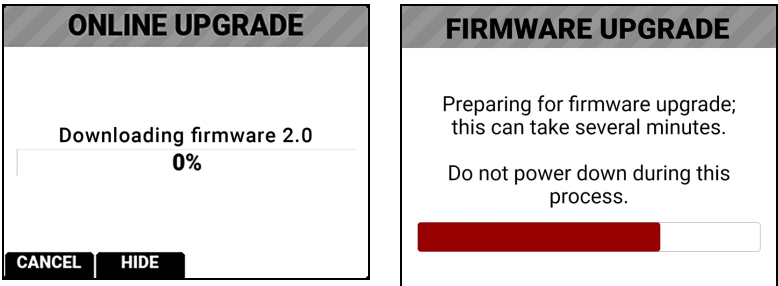 ONLINE UPGRADE
Downloading firmware 2.0
0%
CANCEL HIDE
FIRMWARE UPGRADE
Preparing for firmware upgrade;
this can take several minutes.
Do not power down during this
process.